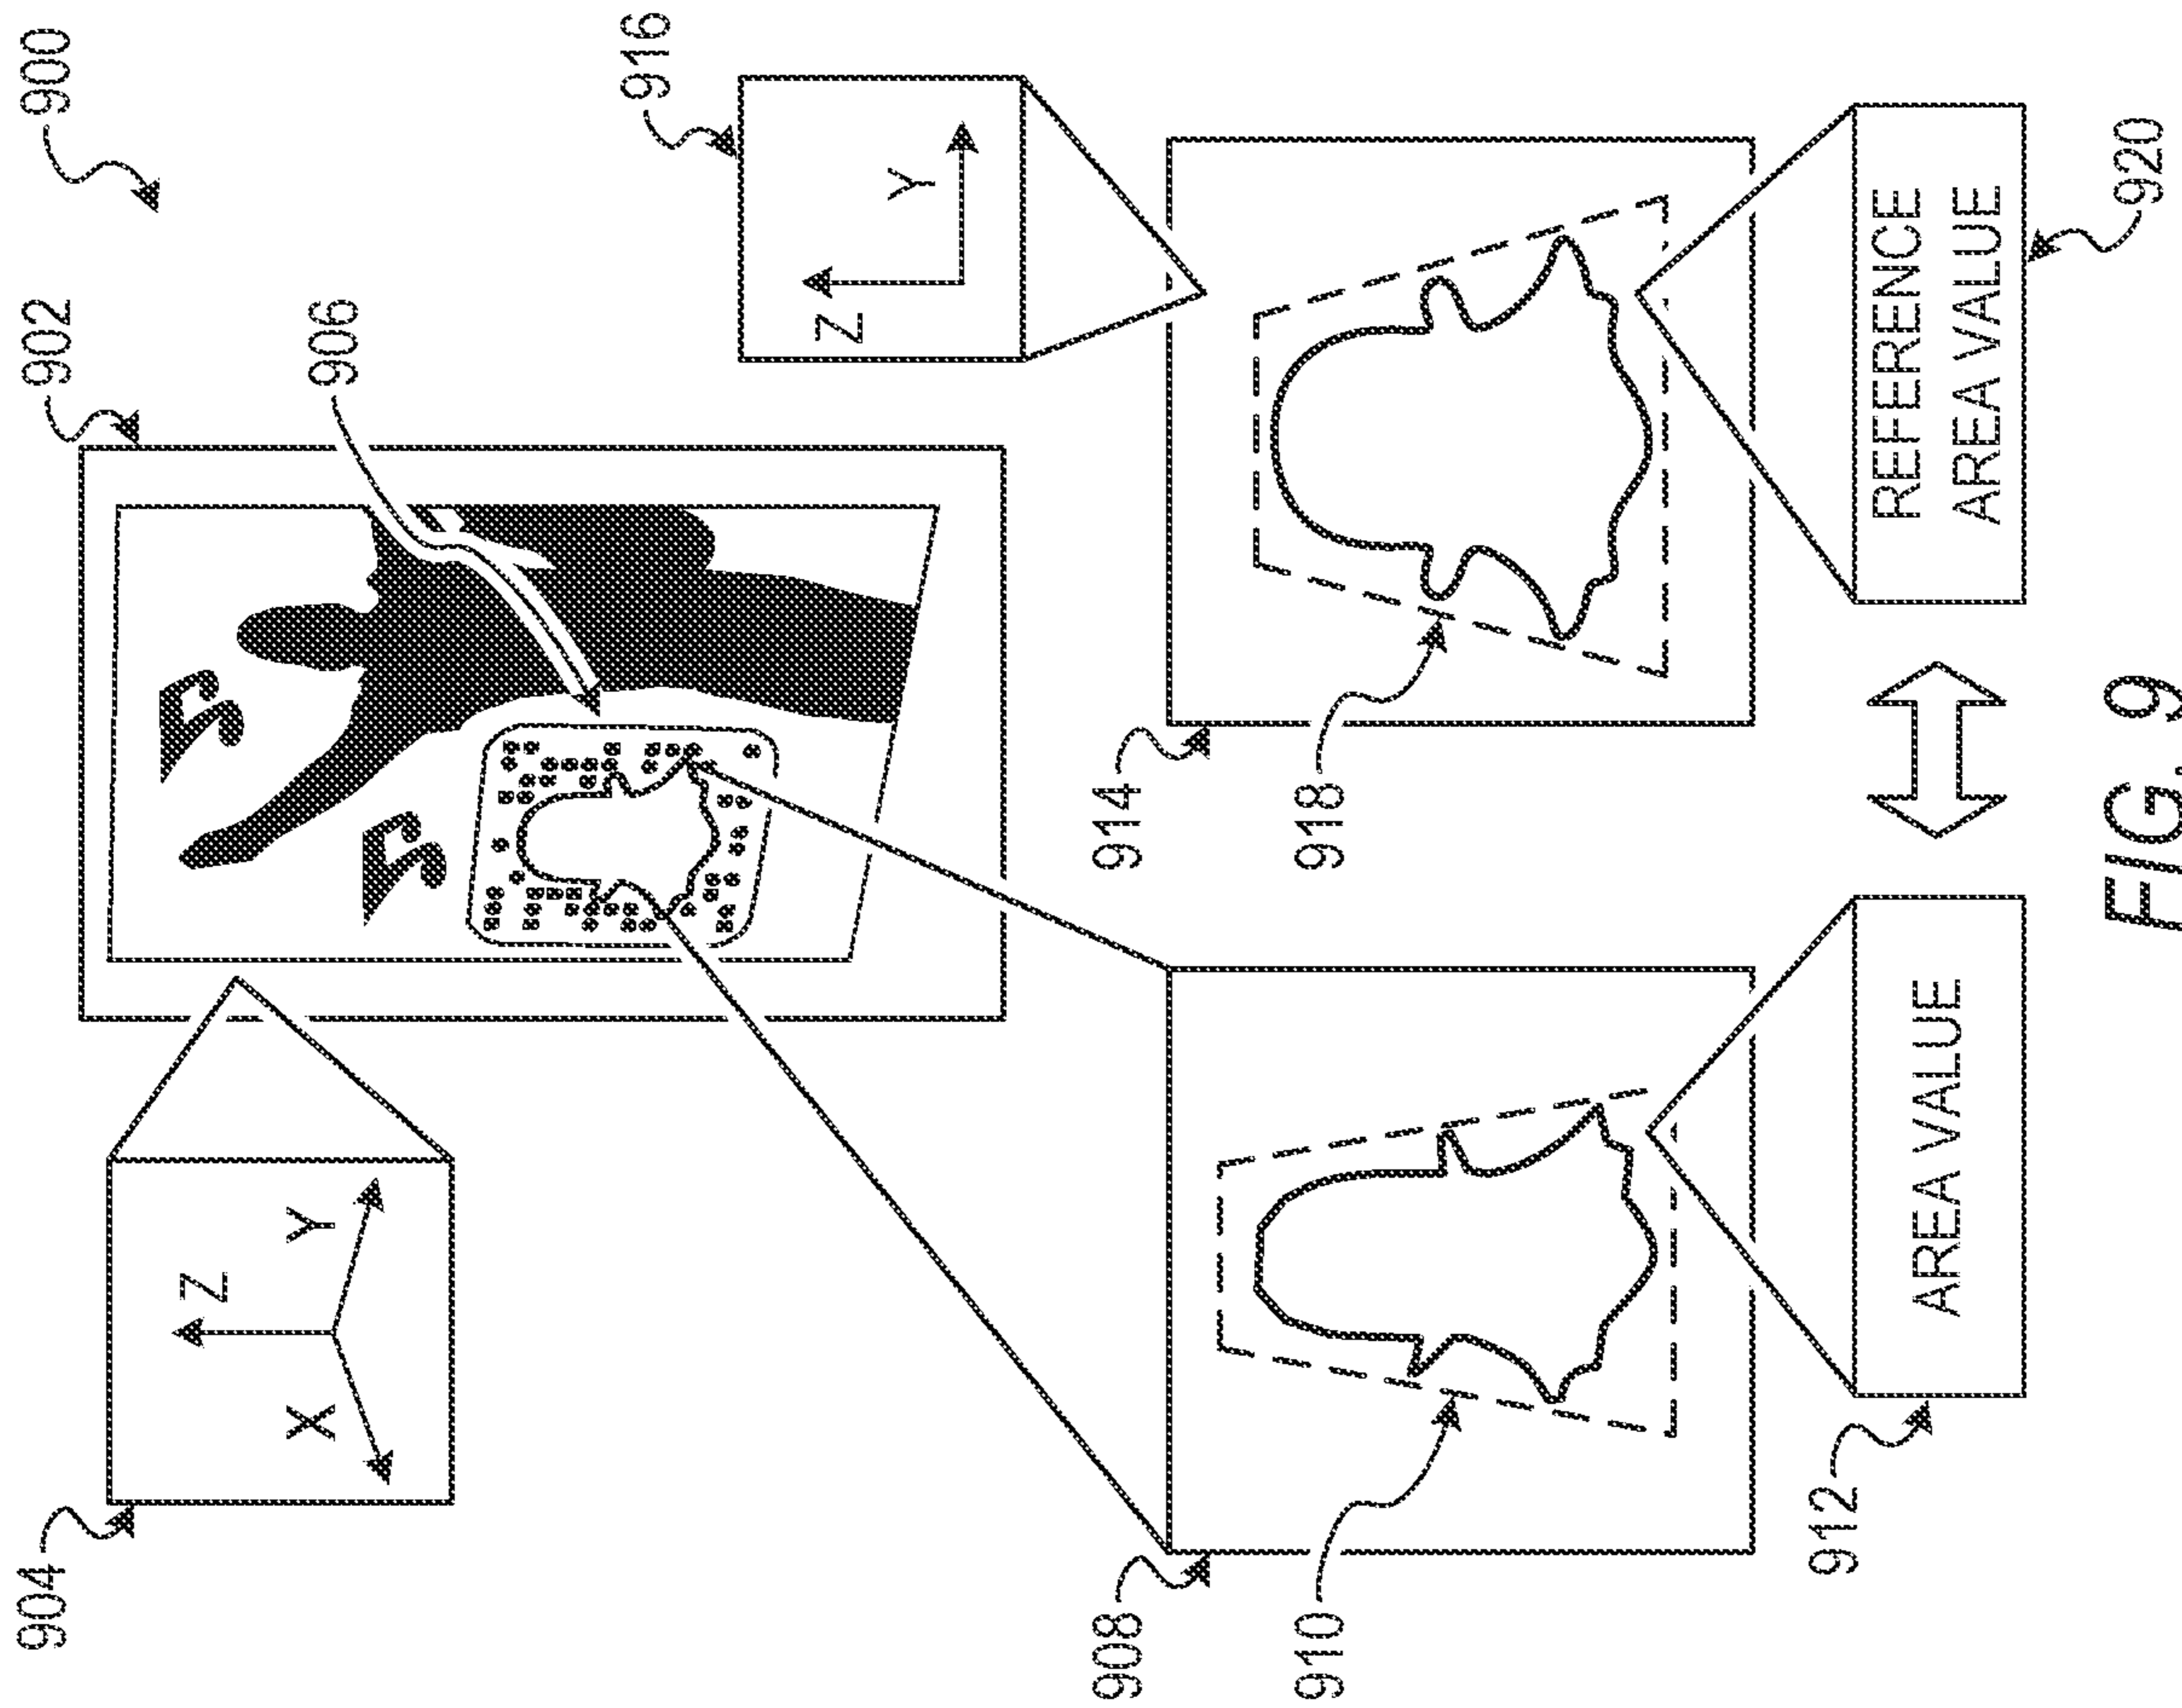 904
902
900
Z
X Y
906
916
Z
Y
908
914
910
918
912
AREA VALUE
REFERENCE
AREA VALUE
920
FIG. 9